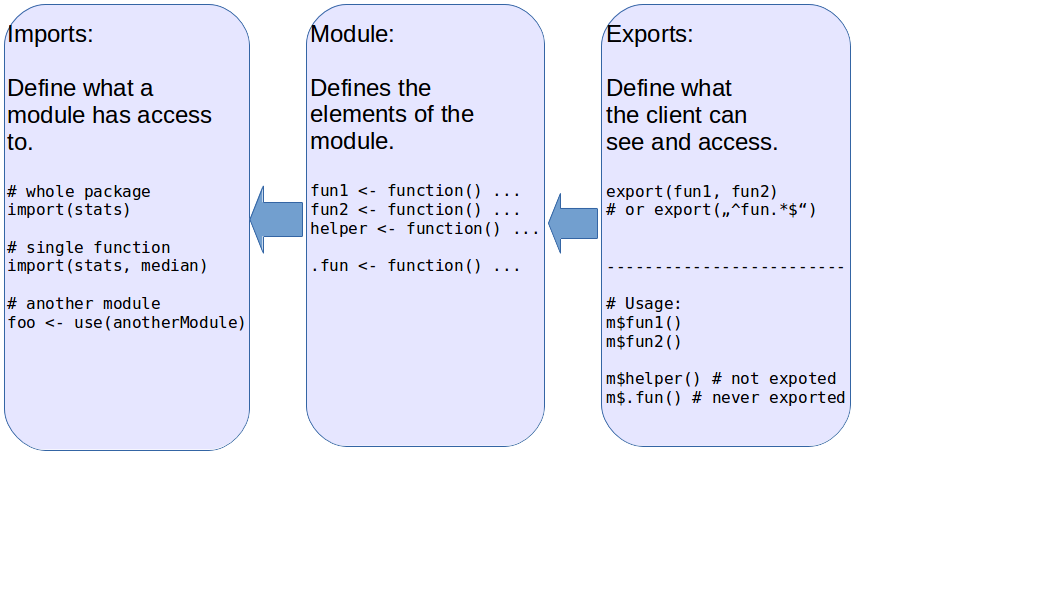 Imports:
Define what a
module has access
to.
# whole package
import(stats)
# single function
import(stats, median)
# another module
foo <- use(anotherModule)
Module:
Defines the
elements of the
module.
fun1 <- function() ...
fun2 <- function() ...
helper <- function() ...
.fun <- function() ...
Exports:
Define what
the client can
see and access.
export(fun1, fun2)
# or export(„^fun.*$“)
-------------------------
# Usage:
m$fun1()
m$fun2()
m$helper() # not expoted
m$.fun() # never exported